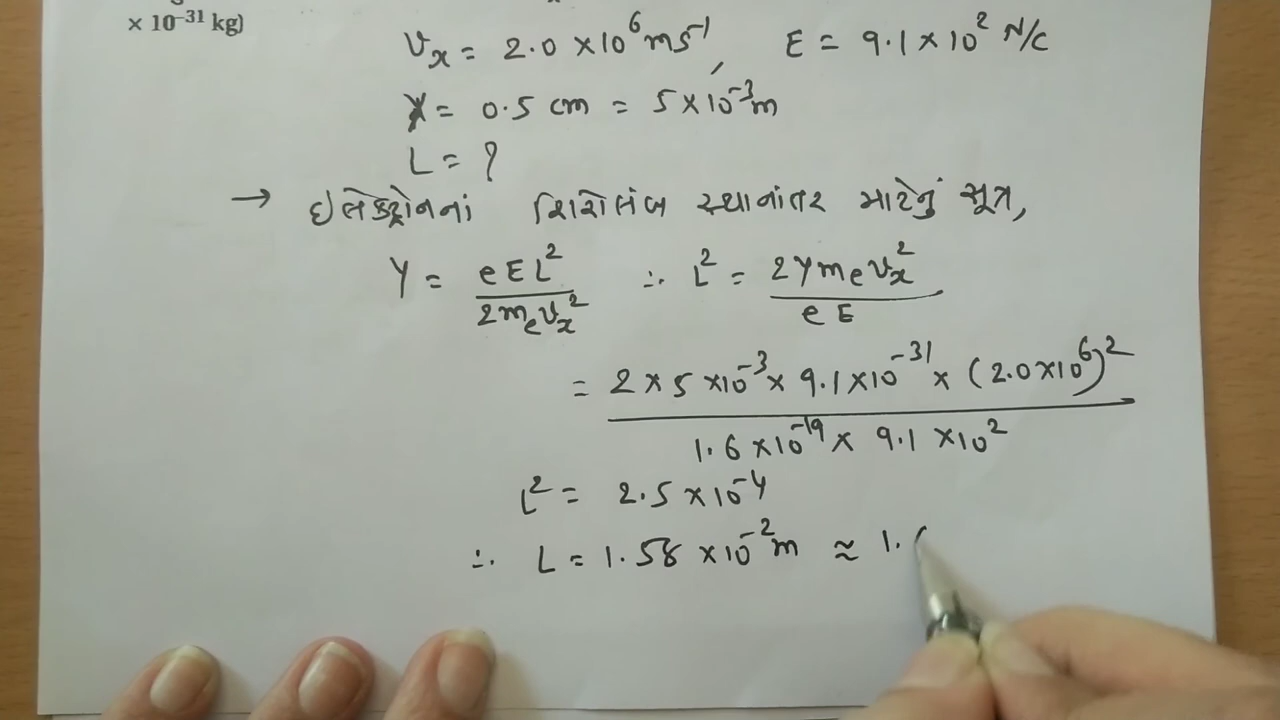 × 10⁻³¹ kg)
Vₓ = 2.0 × 10⁶ ms⁻¹ E = 9.1 × 10² N/C
Y = 0.5 cm = 5 × 10⁻³ m
L = ?
→ ઇલેક્ટ્રોનનાં શિરોલંબ સ્થાનાંતર માટેનું સૂત્ર,
Y = eEL² / 2mₑvₓ² ∴ L² = 2Ymₑvₓ² / eE
= 2 × 5 × 10⁻³ × 9.1 × 10⁻³¹ × (2.0 × 10⁶)² / 1.6 × 10⁻¹⁹ × 9.1 × 10²
L² = 2.5 × 10⁻⁴
∴ L = 1.58 × 10⁻² m ≈ 1.